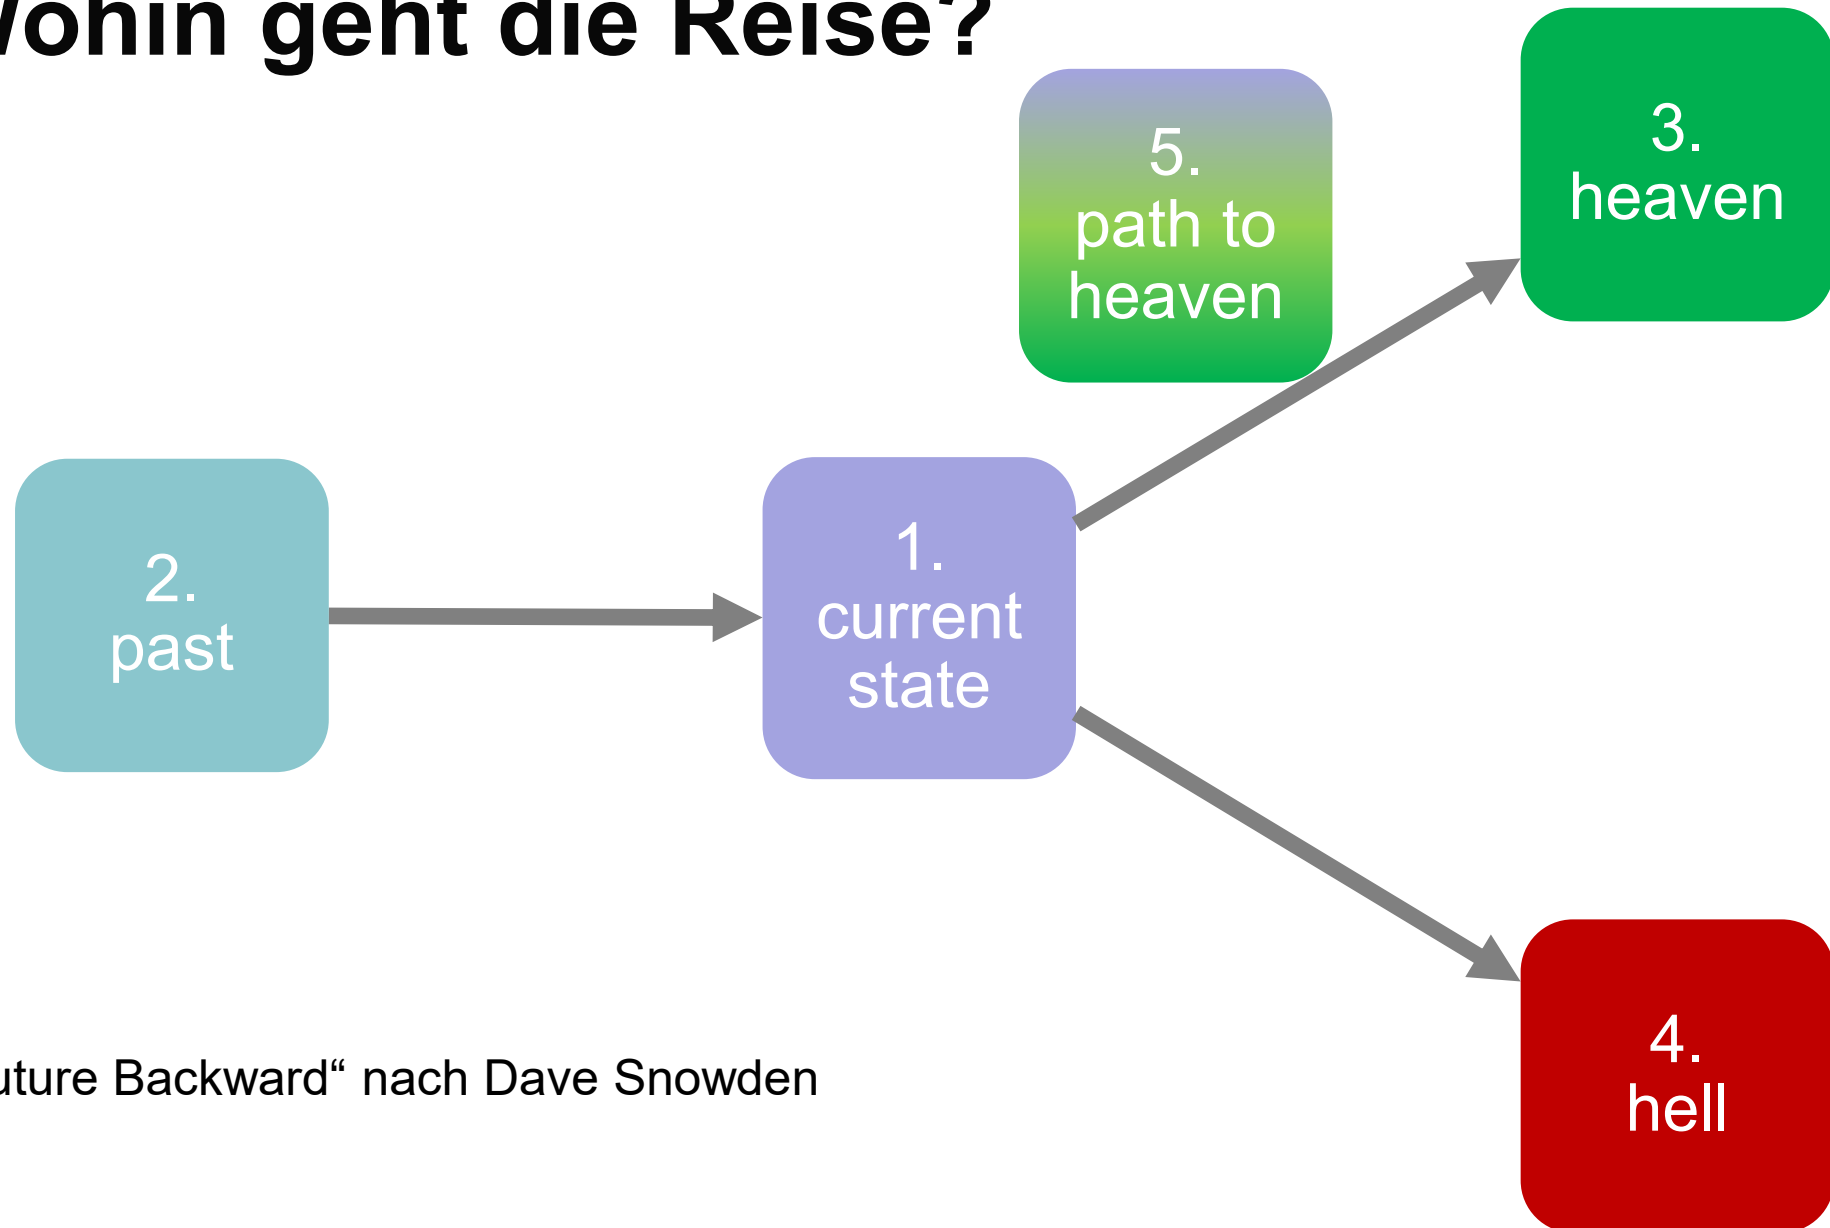 Wohin geht die Reise?
5.
path to
heaven
3.
heaven
2.
past
1.
current
state
4.
hell
uture Backward“ nach Dave Snowden